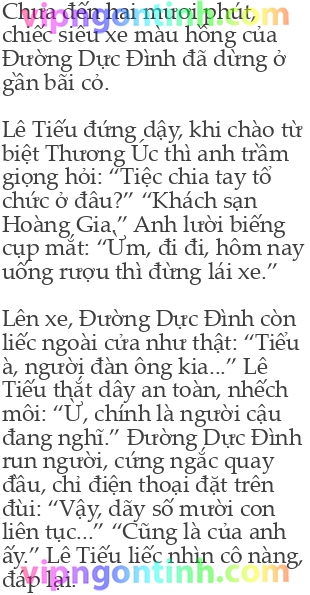 Chưa đến hai mươi phút,
vipngontinh.com
chiếc siêu xe màu hồng của
Đường Dực Đình đã dừng ở
gần bãi cỏ.
Lê Tiếu đứng dậy, khi chào từ
biệt Thương Úc thì anh trầm
giọng hỏi: “Tiệc chia tay tổ
chức ở đâu?” “Khách sạn
Hoàng Gia.” Anh lười biếng
cụp mắt: “Ừm, đi đi, hôm nay
uống rượu thì đừng lái xe.”
Lên xe, Đường Dực Đình còn
liếc ngoài cửa như thật: “Tiểu
à, người đàn ông kia...” Lê
Tiếu thắt dây an toàn, nhếch
môi: “Ừ, chính là người cậu
đang nghĩ.” Đường Dực Đình
run người, cứng ngắc quay
đầu, chỉ điện thoại đặt trên
đùi: “Vậy, dãy số mười con
liên tục...” “Cũng là của anh
ấy.” Lê Tiếu liếc nhìn cô nàng,
đáp lại.
vipngontinh.com